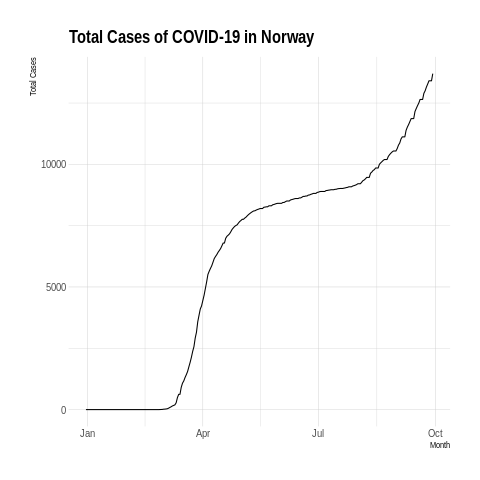 Total Cases of COVID-19 in Norway
Total Cases
10000
5000
0
Jan Apr Jul Oct
Month